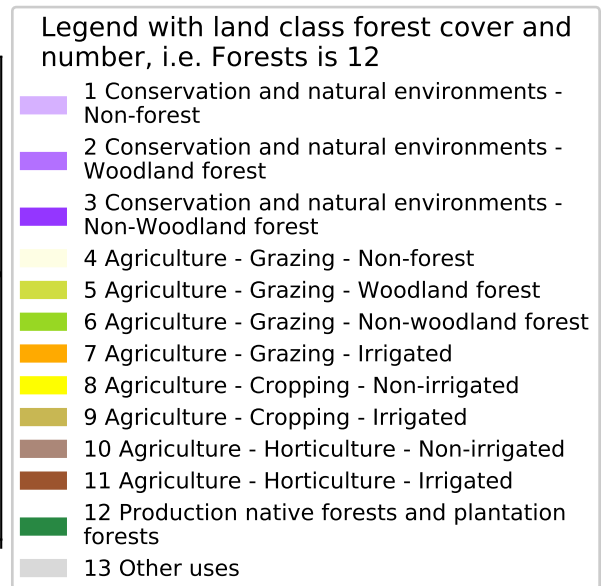 Legend with land class forest cover and
number, i.e. Forests is 12
1 Conservation and natural environments -
Non-forest
2 Conservation and natural environments -
Woodland forest
3 Conservation and natural environments -
Non-Woodland forest
4 Agriculture - Grazing - Non-forest
5 Agriculture - Grazing - Woodland forest
6 Agriculture - Grazing - Non-woodland forest
7 Agriculture - Grazing - Irrigated
8 Agriculture - Cropping - Non-irrigated
9 Agriculture - Cropping - Irrigated
10 Agriculture - Horticulture - Non-irrigated
11 Agriculture - Horticulture - Irrigated
12 Production native forests and plantation
forests
13 Other uses